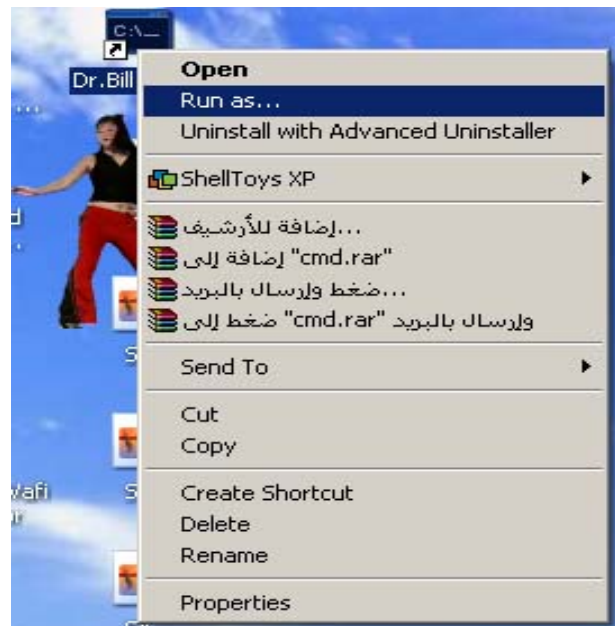 C:\
Dr.Bill
Open
Run as...
Uninstall with Advanced Uninstaller
ShellToys XP
إضافة للأرشيف...
إضافة إلى "cmd.rar"
ضغط وإرسال بالبريد...
ضغط إلى "cmd.rar" وإرسال بالبريد
Send To
Cut
Copy
Create Shortcut
Delete
Rename
Properties